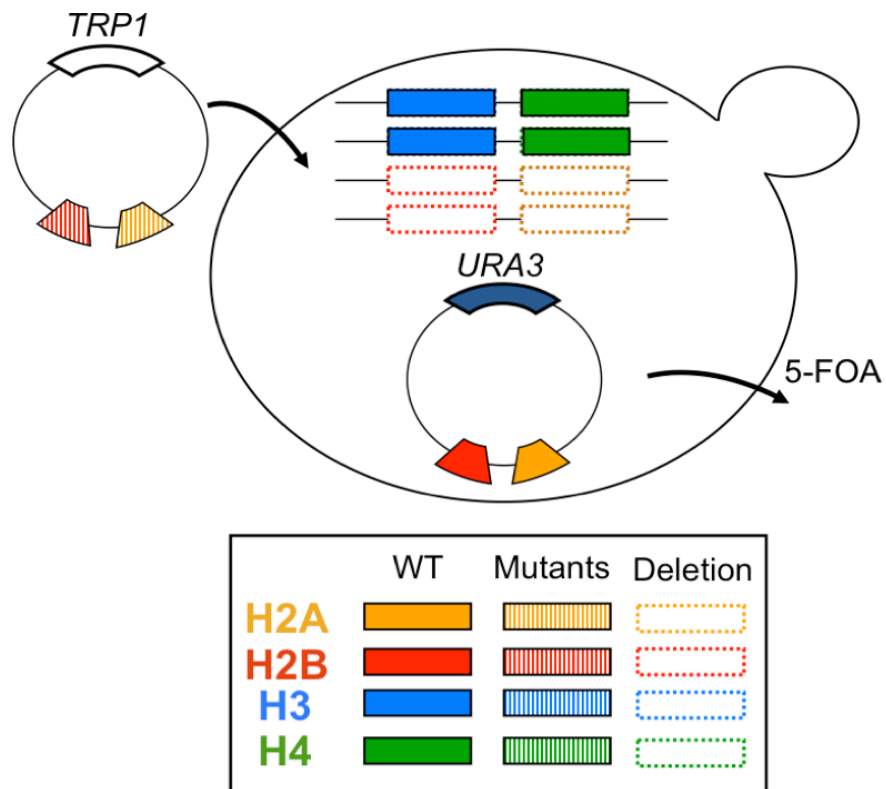 TRP1
URA3
5-FOA
WT Mutants Deletion
H2A
H2B
H3
H4